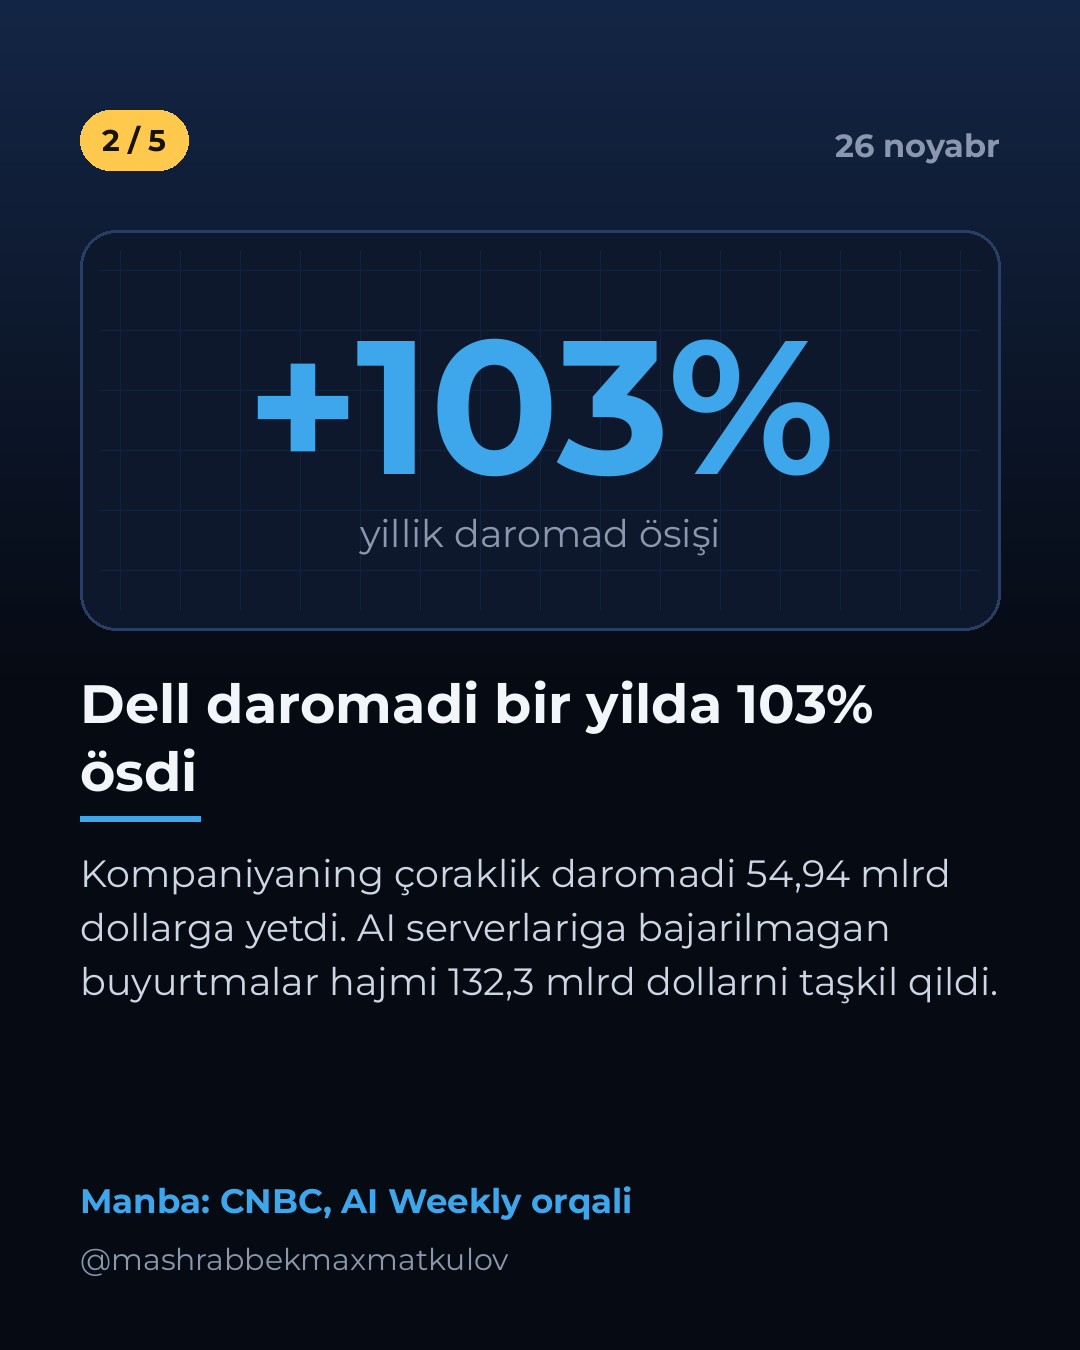 2 / 5
26 noyabr
+103%
yillik daromad ösişi
Dell daromadi bir yilda 103%
ösdi
Kompaniyaning çoraklik daromadi 54,94 mlrd
dollarga yetdi. AI serverlariga bajarilmagan
buyurtmalar hajmi 132,3 mlrd dollarni taşkil qildi.
Manba: CNBC, AI Weekly orqali
@mashrabbekmaxmatkulov